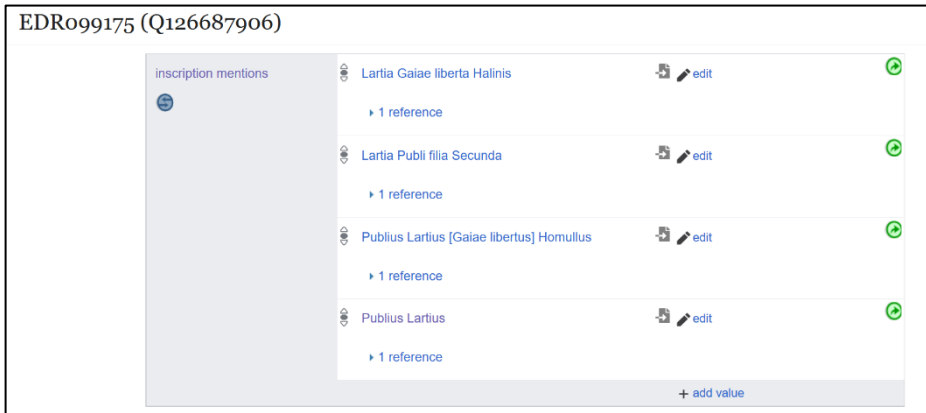 EDR099175 (Q126687906)
inscription mentions
Lartia Gaiae liberta Halinis
edit
1 reference
Lartia Publi filia Secunda
edit
1 reference
Publius Lartius [Gaiae libertus] Homullus
edit
1 reference
Publius Lartius
edit
1 reference
+ add value